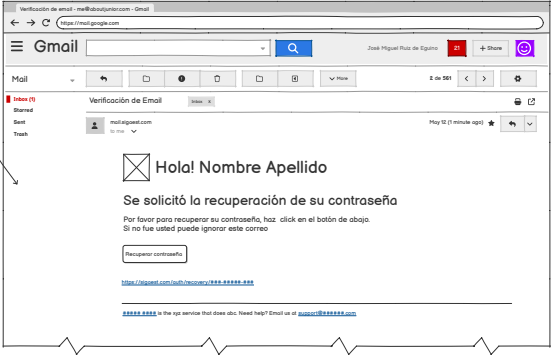 Verificación de email - me@aboutjunior.com - Gmail
https://mail.google.com
Gmail
José Miguel Ruiz de Eguino
21
+ Share
Mail
More
2 de 561
Inbox (1)
Starred
Sent
Trash
Verificación de Email
Inbox x
mail.sigaest.com
to me
May 12 (1 minute ago)
Hola! Nombre Apellido
Se solicitó la recuperación de su contraseña
Por favor para recuperar su contraseña, haz click en el botón de abajo.
Si no fue usted puede ignorar este correo
Recuperar contraseña
https://sigaest.com/auth/recovery/###-#####-###
##### #### is the xyz service that does abc. Need help? Email us at support@######.com